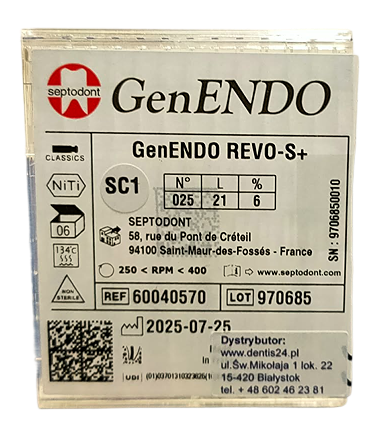 septodont
GenENDO
CLASSICS
GenENDO REVO-S+
SC1
N° L %
025 21 6
NiTi
06
SEPTODONT
58, rue du Pont de Créteil
94100 Saint-Maur-des-Fossés - France
134°C
250 < RPM < 400
www.septodont.com
SN : 9706850010
NON
STERILE
REF 60040570
LOT 970685
2025-07-25
Dystrybutor:
www.dentis24.pl
ul.Św.Mikołaja 1 lok. 22
15-420 Białystok
tel. + 48 602 46 23 81
UDI